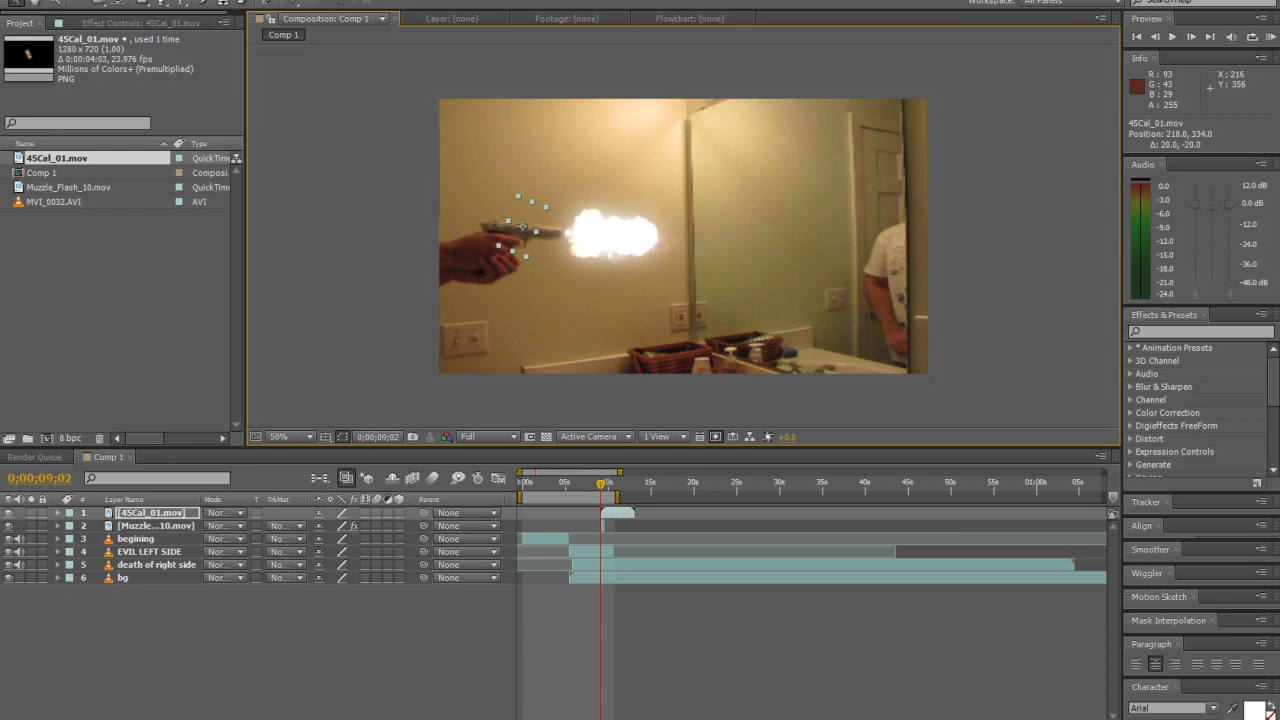 Workspace: All Panels Search Help
Project Effect Controls: 45Cal_01.mov
Composition: Comp 1 Layer: (none) Footage: (none) Flowchart: (none)
Preview
Comp 1
45Cal_01.mov , used 1 time
1280 x 720 (1.00)
Δ 0:00:04:03, 23.976 fps
Millions of Colors+ (Premultiplied)
PNG
Info
R: 93 X: 216
G: 43 Y: 356
B: 29
A: 255
45Cal_01.mov
Position: 218.0, 334.0
Δ: 20.0, -20.0
Name Type
45Cal_01.mov QuickTime
Comp 1 Composi...
Muzzle_Flash_10.mov QuickTime
MVI_0032.AVI AVI
8 bpc
Audio
0.0 12.0 dB
-3.0 6.0
-6.0 0.0 dB
-9.0 -6.0
-12.0 -12.0
-15.0 -18.0
-18.0 -24.0
-21.0 -36.0
-24.0 -48.0 dB
Effects & Presets
* Animation Presets
3D Channel
Audio
Blur & Sharpen
Channel
Color Correction
Digieffects FreeForm
Distort
Expression Controls
Generate
50% 0;00;09;02 Full Active Camera 1 View +0.0
Render Queue Comp 1
0;00;09;02
# Layer Name Mode T TrkMat Parent
1 [45Cal_01.mov] Nor... None
2 [Muzzle...10.mov] Nor... No... fx None
3 begining Nor... No... None
4 EVIL LEFT SIDE Nor... No... None
5 death of right side Nor... No... None
6 bg Nor... No... None
0:00s 05s 0s 15s 20s 25s 30s 35s 40s 45s 50s 55s 01:00s 05s
Tracker
Align
Smoother
Wiggler
Motion Sketch
Mask Interpolation
Paragraph
Character
Arial